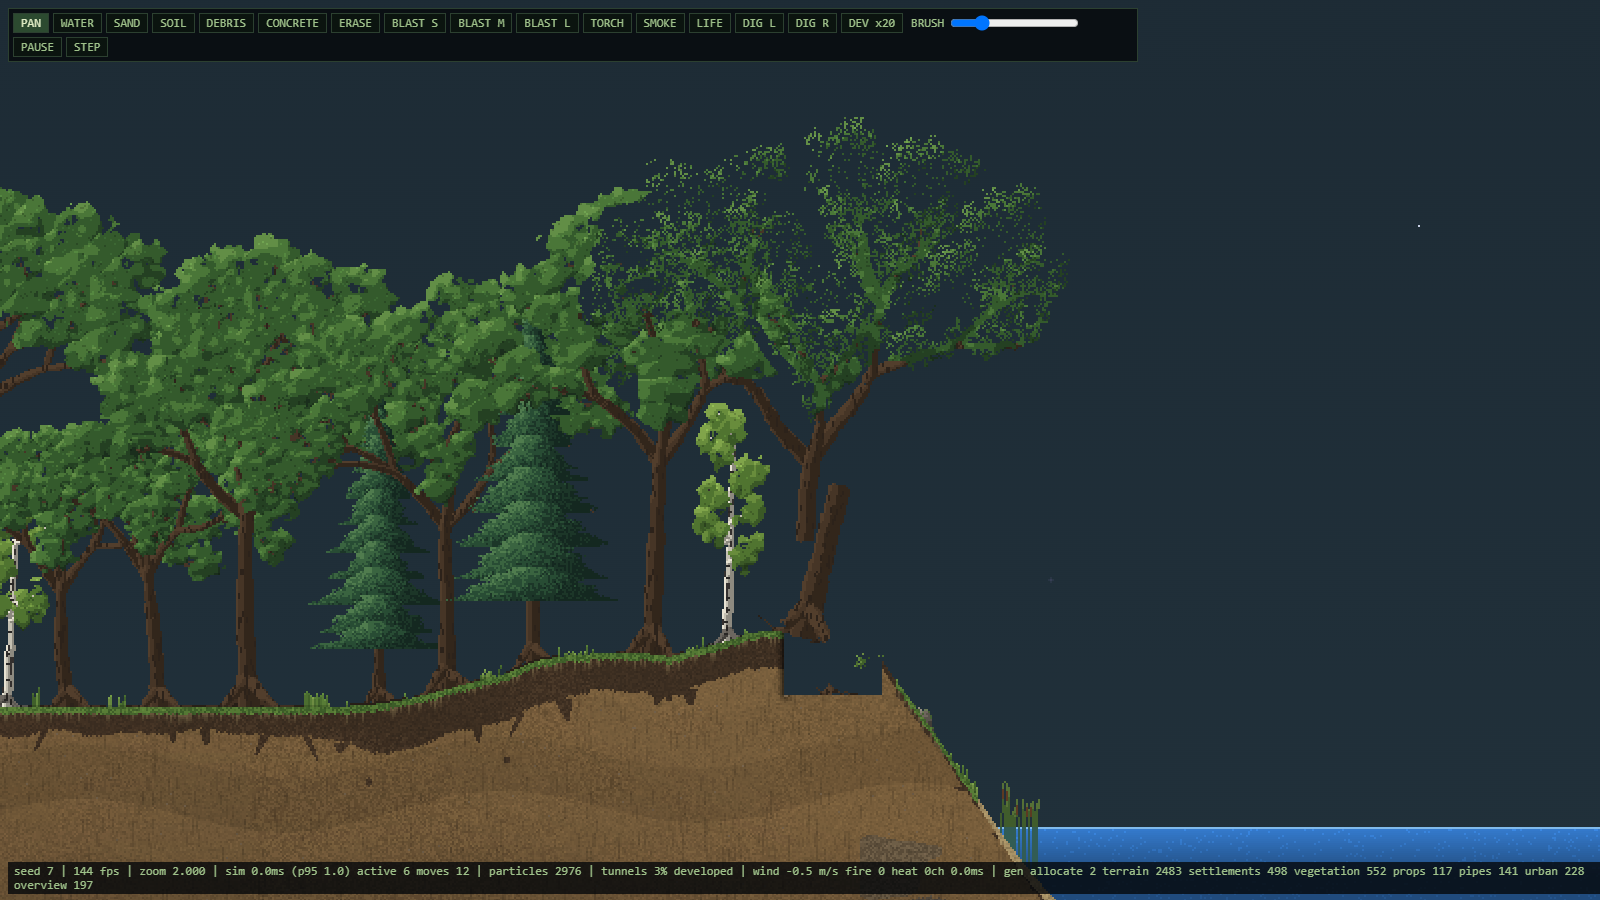 PAN WATER SAND SOIL DEBRIS CONCRETE ERASE BLAST S BLAST M BLAST L TORCH SMOKE LIFE DIG L DIG R DEV x20 BRUSH
PAUSE STEP
seed 7 | 144 fps | zoom 2.000 | sim 0.0ms (p95 1.0) active 6 moves 12 | particles 2976 | tunnels 3% developed | wind -0.5 m/s fire 0 heat 0ch 0.0ms | gen allocate 2 terrain 2483 settlements 498 vegetation 552 props 117 pipes 141 urban 228
overview 197